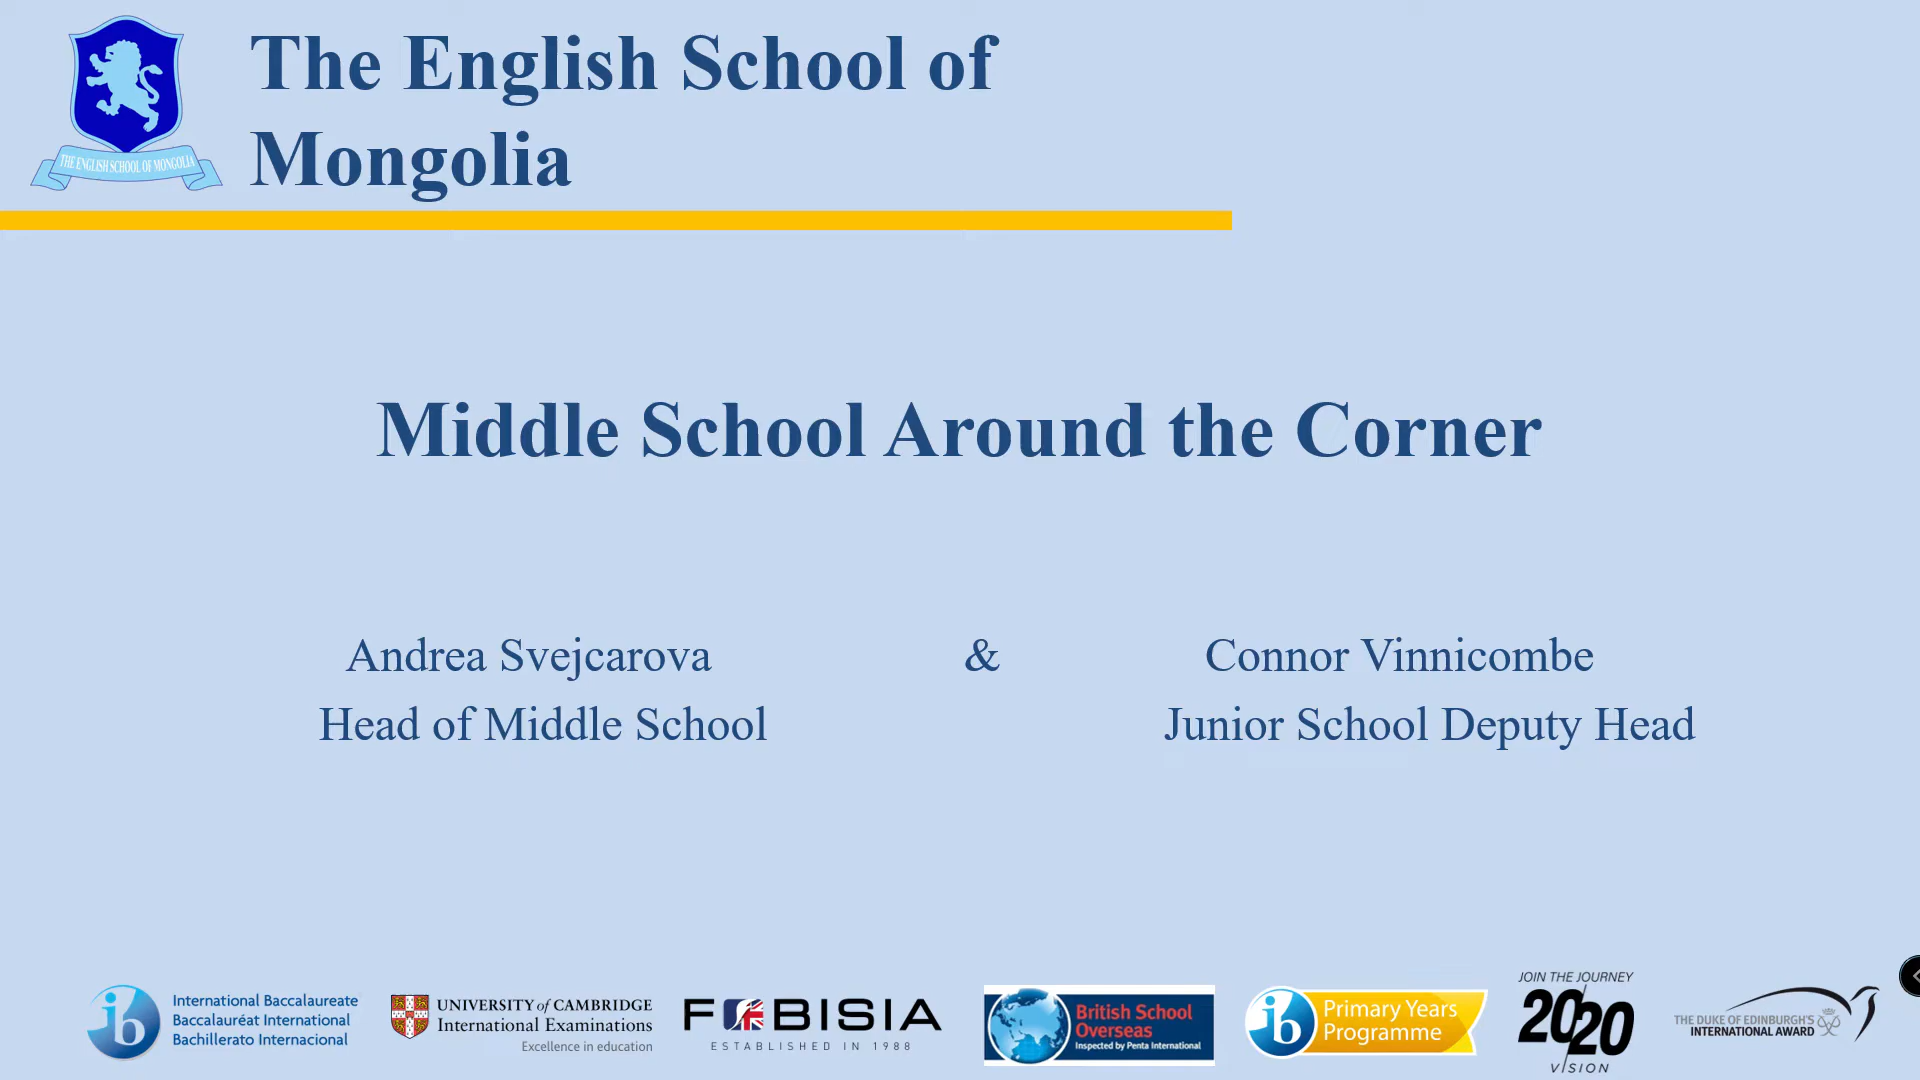 The English School of
Mongolia
THE ENGLISH SCHOOL OF MONGOLIA
Middle School Around the Corner
Andrea Svejcarova & Connor Vinnicombe
Head of Middle School Junior School Deputy Head
ib
International Baccalaureate
Baccalauréat International
Bachillerato Internacional
UNIVERSITY of CAMBRIDGE
International Examinations
Excellence in education
FOBISIA
ESTABLISHED IN 1988
British School
Overseas
Inspected by Penta International
ib
Primary Years
Programme
JOIN THE JOURNEY
2020
VISION
THE DUKE OF EDINBURGH'S
INTERNATIONAL AWARD